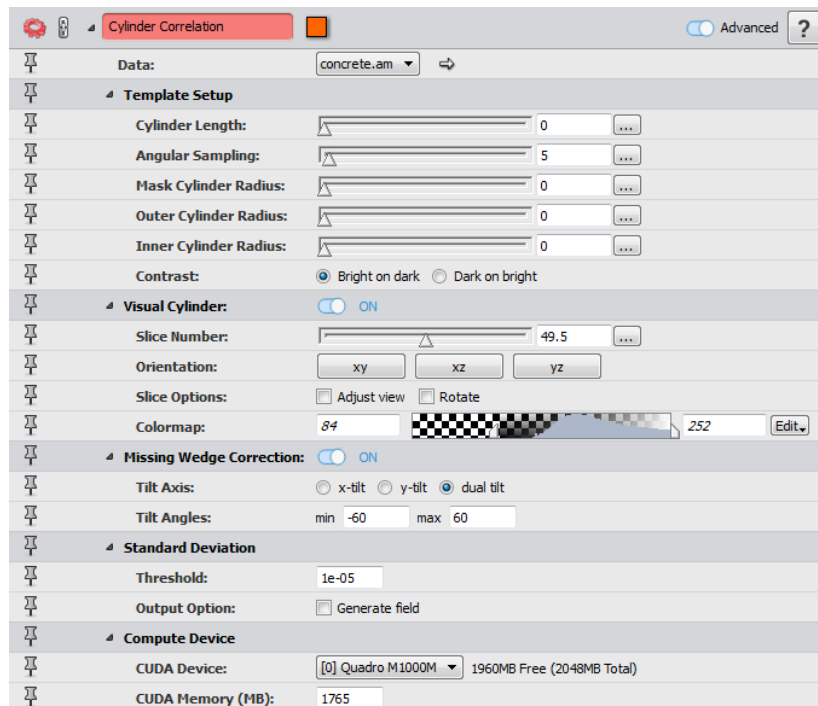 Cylinder Correlation Advanced ?
Data: concrete.am
Template Setup
Cylinder Length: 0 ...
Angular Sampling: 5 ...
Mask Cylinder Radius: 0 ...
Outer Cylinder Radius: 0 ...
Inner Cylinder Radius: 0 ...
Contrast: Bright on dark Dark on bright
Visual Cylinder: ON
Slice Number: 49.5 ...
Orientation: xy xz yz
Slice Options: Adjust view Rotate
Colormap: 84 252 Edit
Missing Wedge Correction: ON
Tilt Axis: x-tilt y-tilt dual tilt
Tilt Angles: min -60 max 60
Standard Deviation
Threshold: 1e-05
Output Option: Generate field
Compute Device
CUDA Device: [0] Quadro M1000M 1960MB Free (2048MB Total)
CUDA Memory (MB): 1765